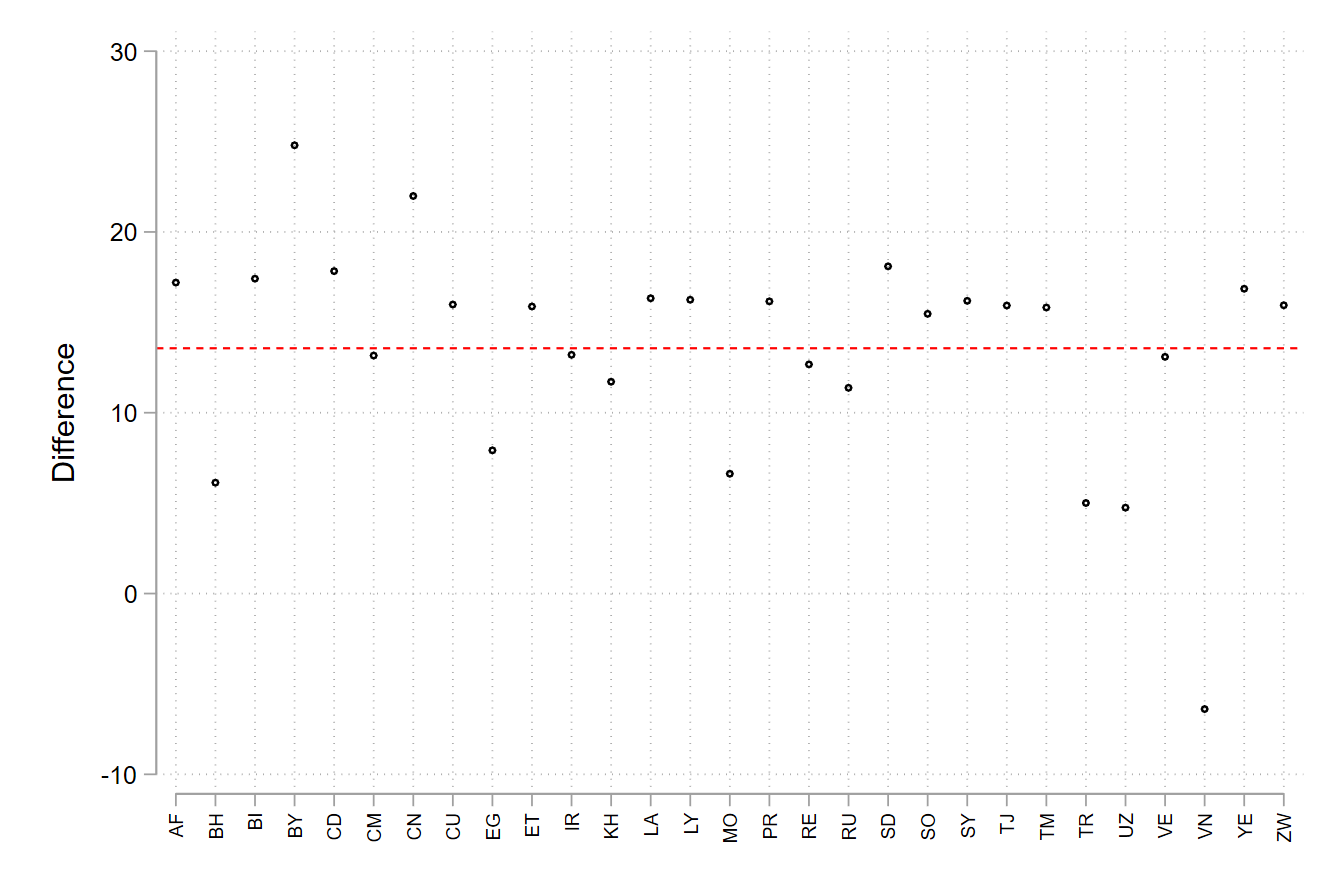 30
20
10
0
-10
Difference
AF
BH
BI
BY
CD
CM
CN
CU
EG
ET
IR
KH
LA
LY
MO
PR
RE
RU
SD
SO
SY
TJ
TM
TR
UZ
VE
VN
YE
ZW